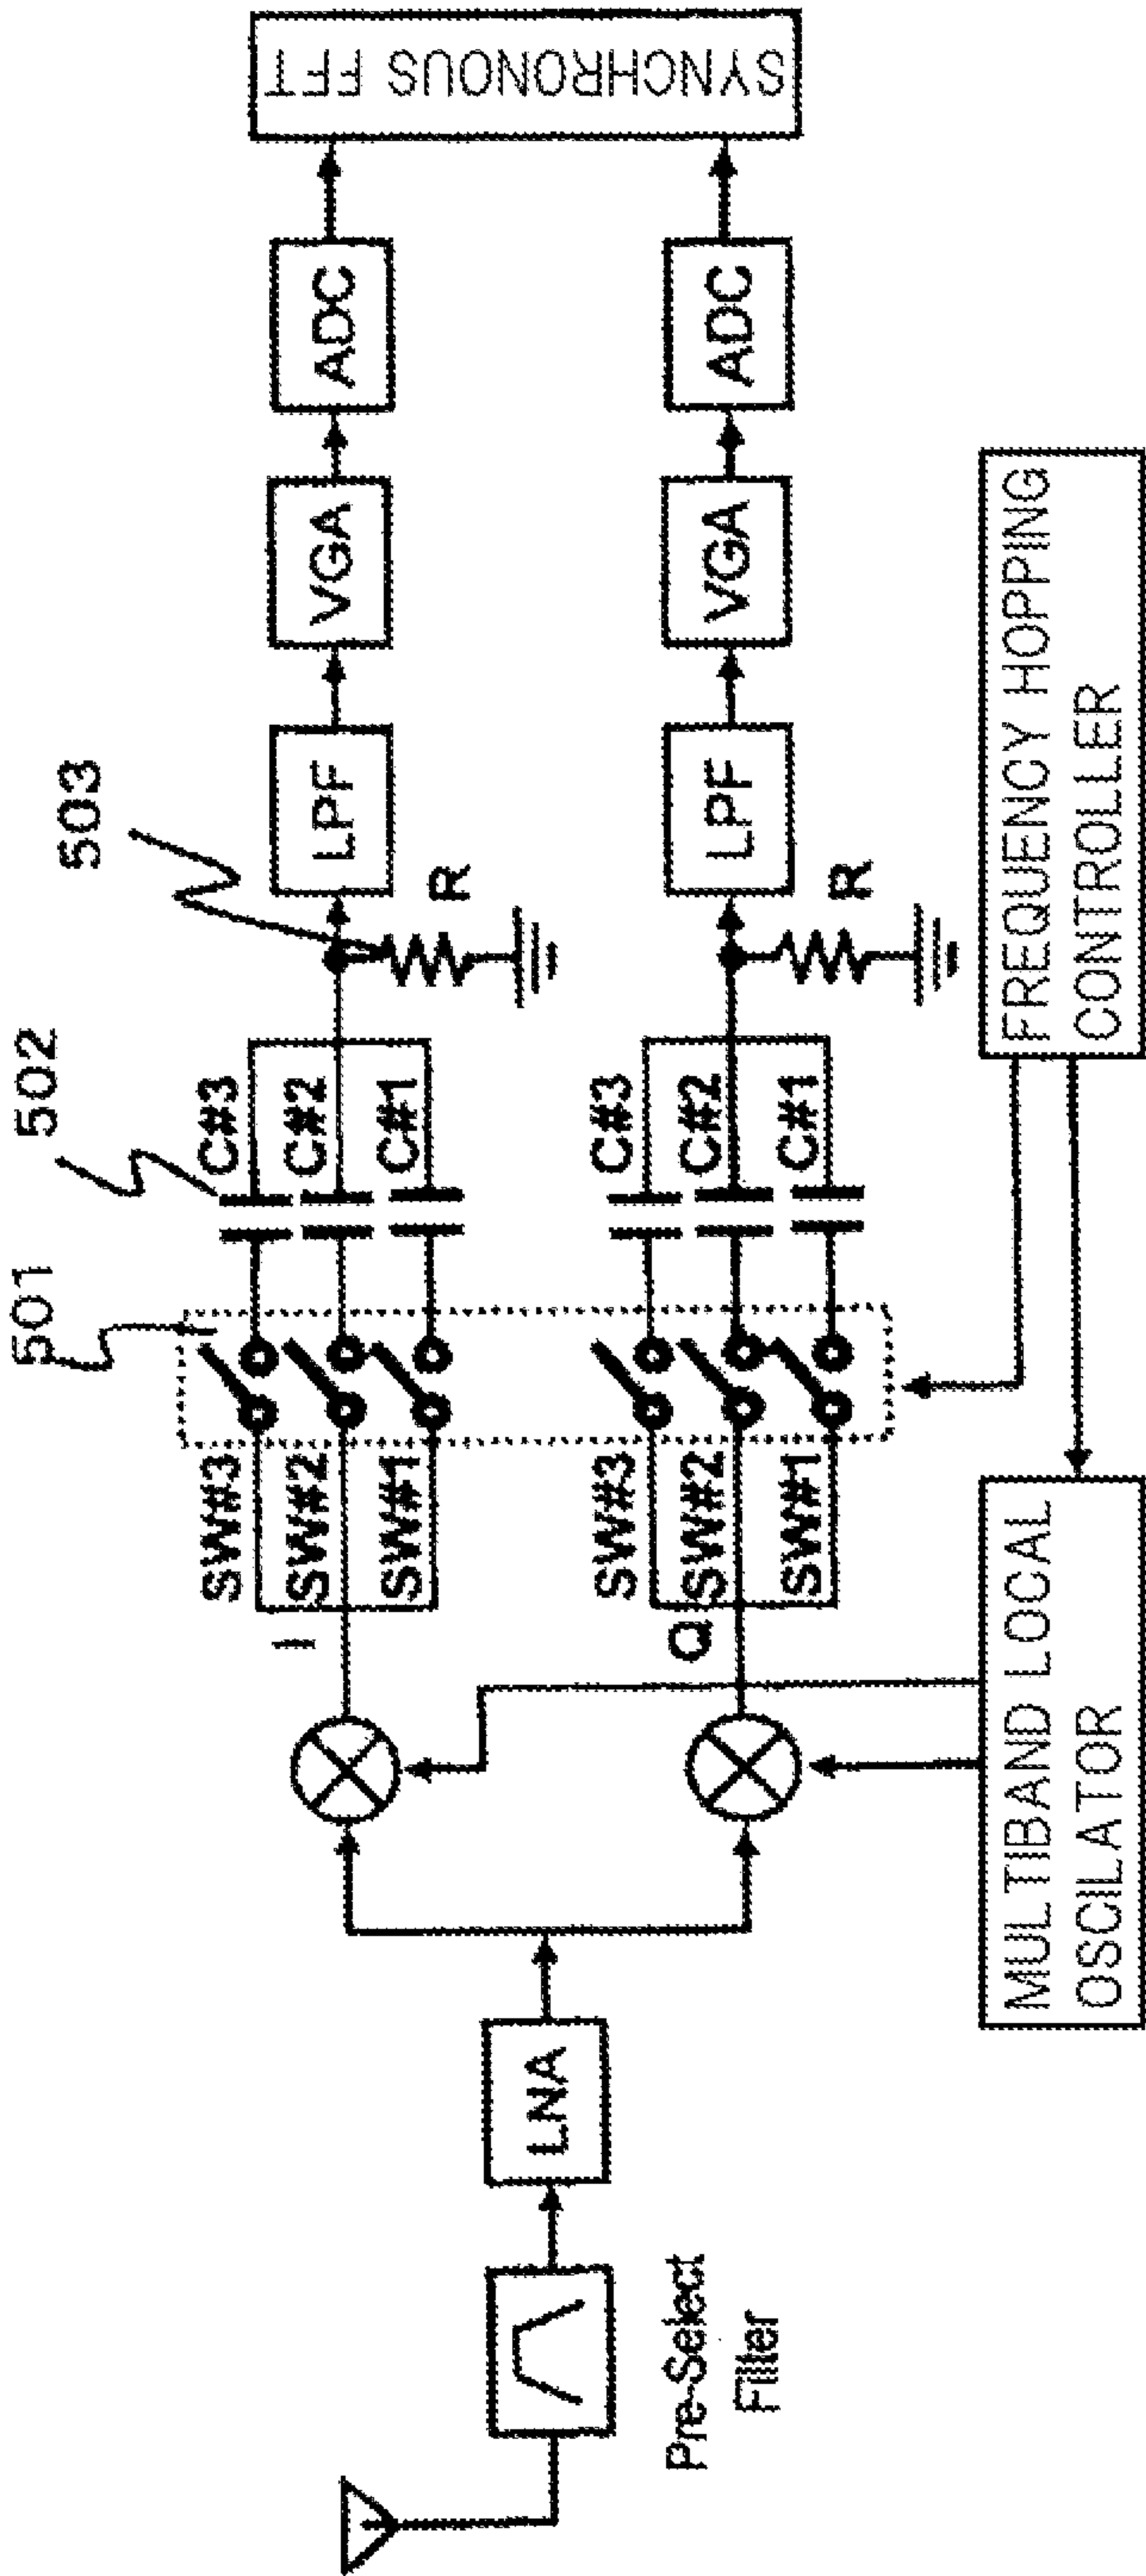 501
502
503
SW#3
C#3
I
SW#2
C#2
SW#1
C#1
R
LPF
VGA
ADC
SYNCHRONOUS FFT
Pre-Select
Filter
LNA
Q
SW#3
C#3
SW#2
C#2
SW#1
C#1
R
LPF
VGA
ADC
MULTIBAND LOCAL
OSCILATOR
FREQUENCY HOPPING
CONTROLLER